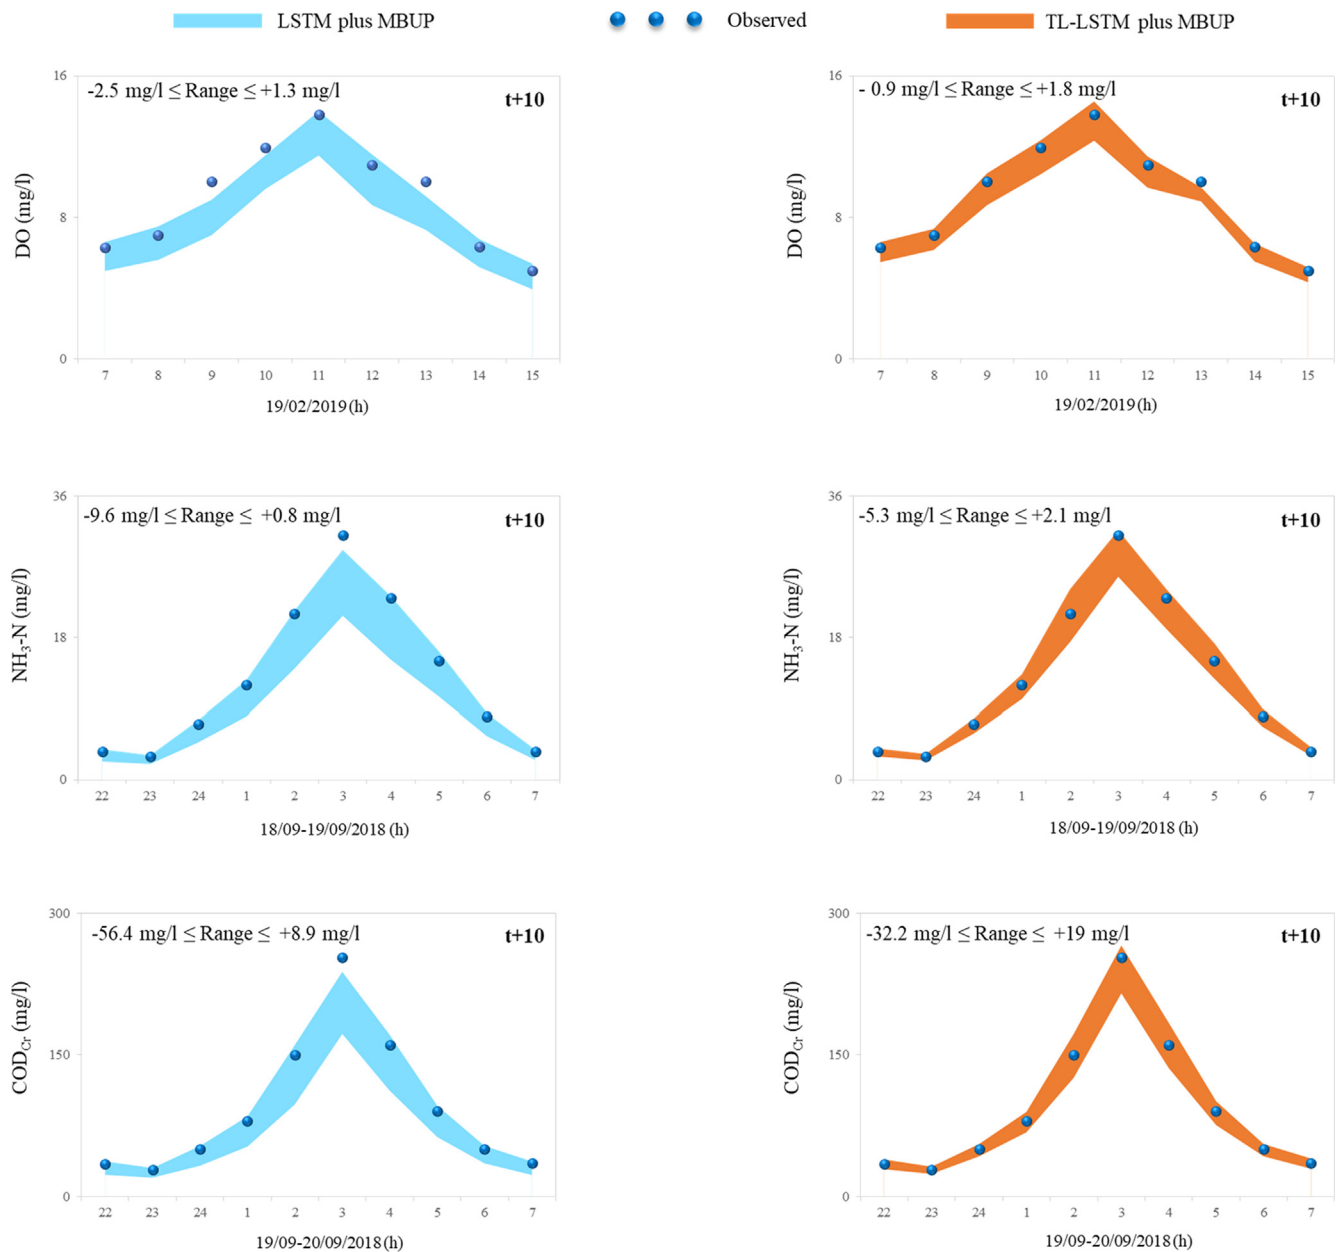 LSTM plus MBUP
Observed
TL-LSTM plus MBUP
16
-2.5 mg/l ≤ Range ≤ +1.3 mg/l
t+10
DO (mg/l)
8
0
7 8 9 10 11 12 13 14 15
19/02/2019 (h)
16
- 0.9 mg/l ≤ Range ≤ +1.8 mg/l
t+10
DO (mg/l)
8
0
7 8 9 10 11 12 13 14 15
19/02/2019 (h)
36
-9.6 mg/l ≤ Range ≤ +0.8 mg/l
t+10
NH₃-N (mg/l)
18
0
22 23 24 1 2 3 4 5 6 7
18/09-19/09/2018 (h)
36
-5.3 mg/l ≤ Range ≤ +2.1 mg/l
t+10
NH₃-N (mg/l)
18
0
22 23 24 1 2 3 4 5 6 7
18/09-19/09/2018 (h)
300
-56.4 mg/l ≤ Range ≤ +8.9 mg/l
t+10
COD_Cr (mg/l)
150
0
22 23 24 1 2 3 4 5 6 7
19/09-20/09/2018 (h)
300
-32.2 mg/l ≤ Range ≤ +19 mg/l
t+10
COD_Cr (mg/l)
150
0
22 23 24 1 2 3 4 5 6 7
19/09-20/09/2018 (h)